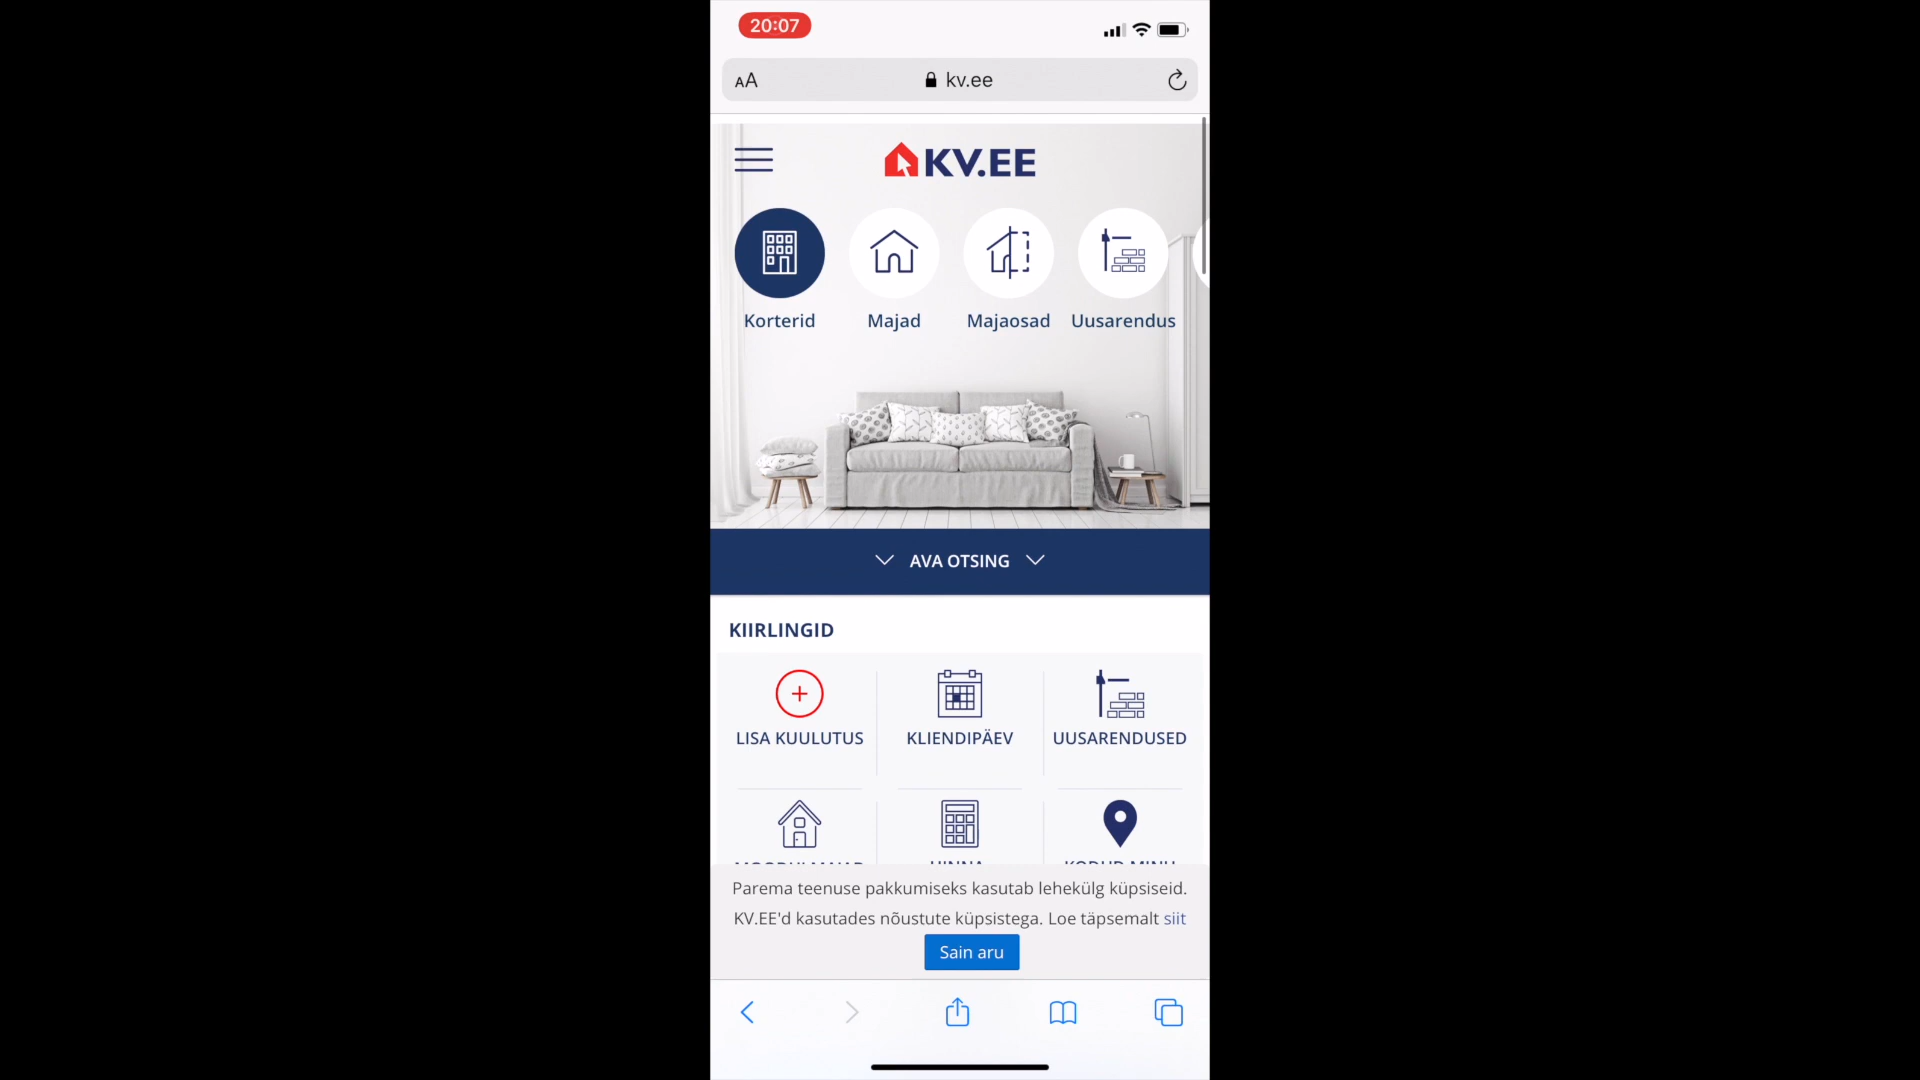 20:07
AA
kv.ee
KV.EE
Korterid
Majad
Majaosad
Uusarendus
AVA OTSING
KIIRLINGID
LISA KUULUTUS
KLIENDIPÄEV
UUSARENDUSED
Parema teenuse pakkumiseks kasutab lehekülg küpsiseid.
KV.EE'd kasutades nõustute küpsistega. Loe täpsemalt siit
Sain aru